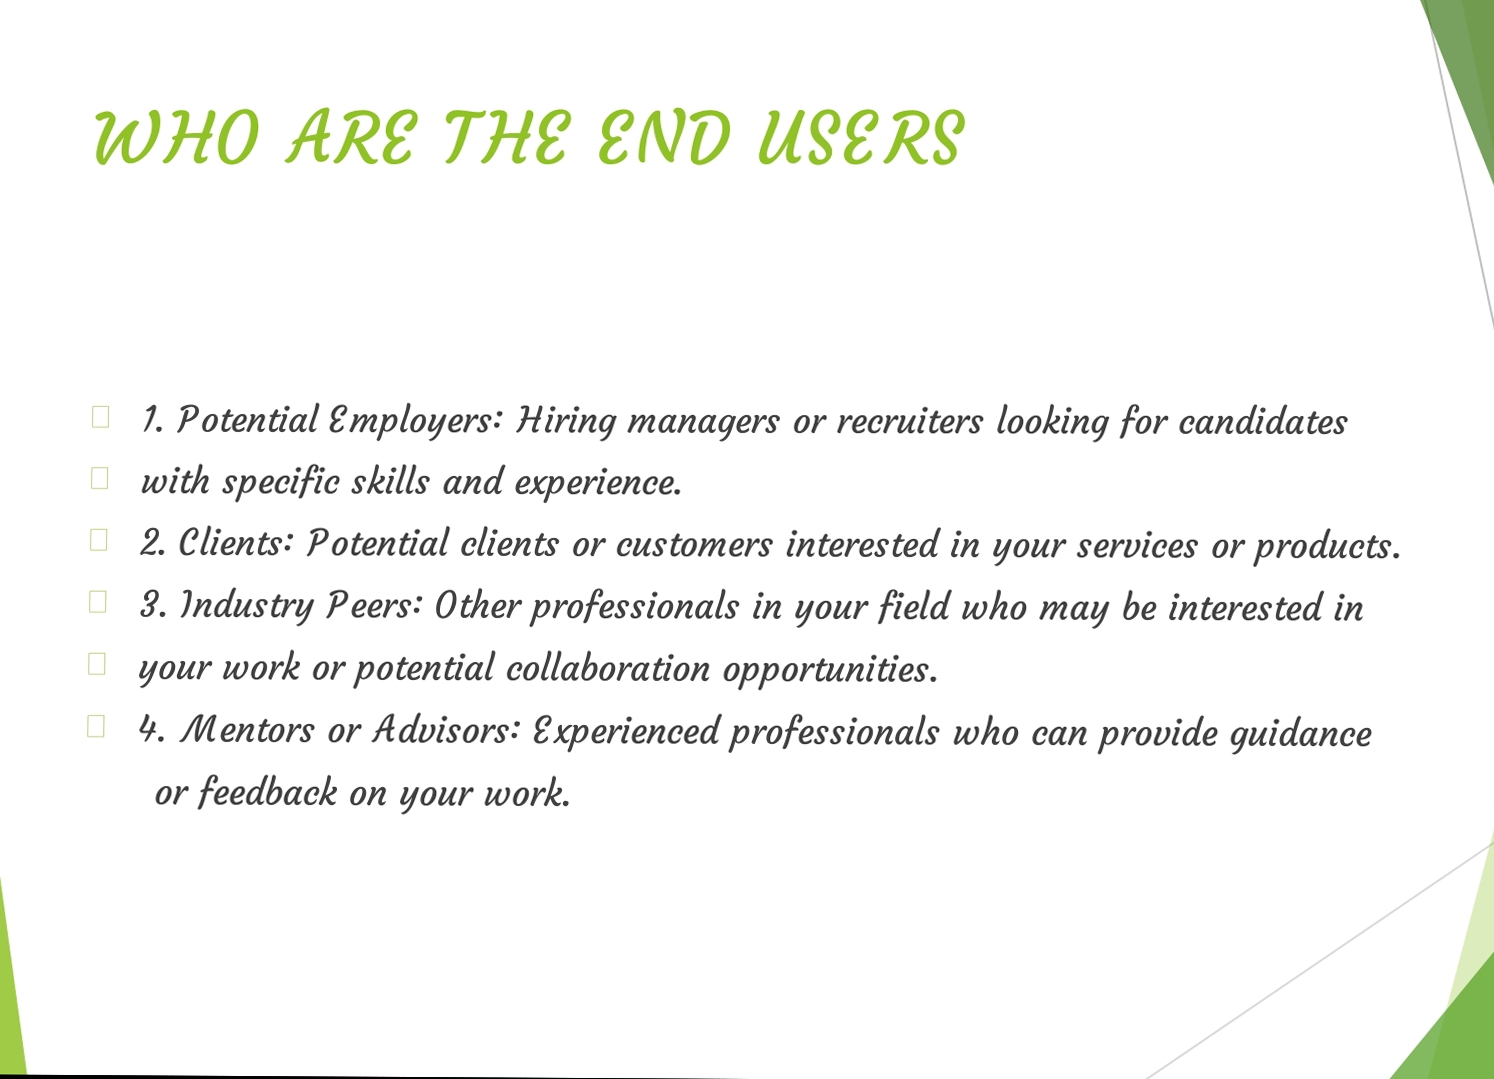 WHO ARE THE END USERS
1. Potential Employers: Hiring managers or recruiters looking for candidates
with specific skills and experience.
2. Clients: Potential clients or customers interested in your services or products.
3. Industry Peers: Other professionals in your field who may be interested in
your work or potential collaboration opportunities.
4. Mentors or Advisors: Experienced professionals who can provide guidance
or feedback on your work.